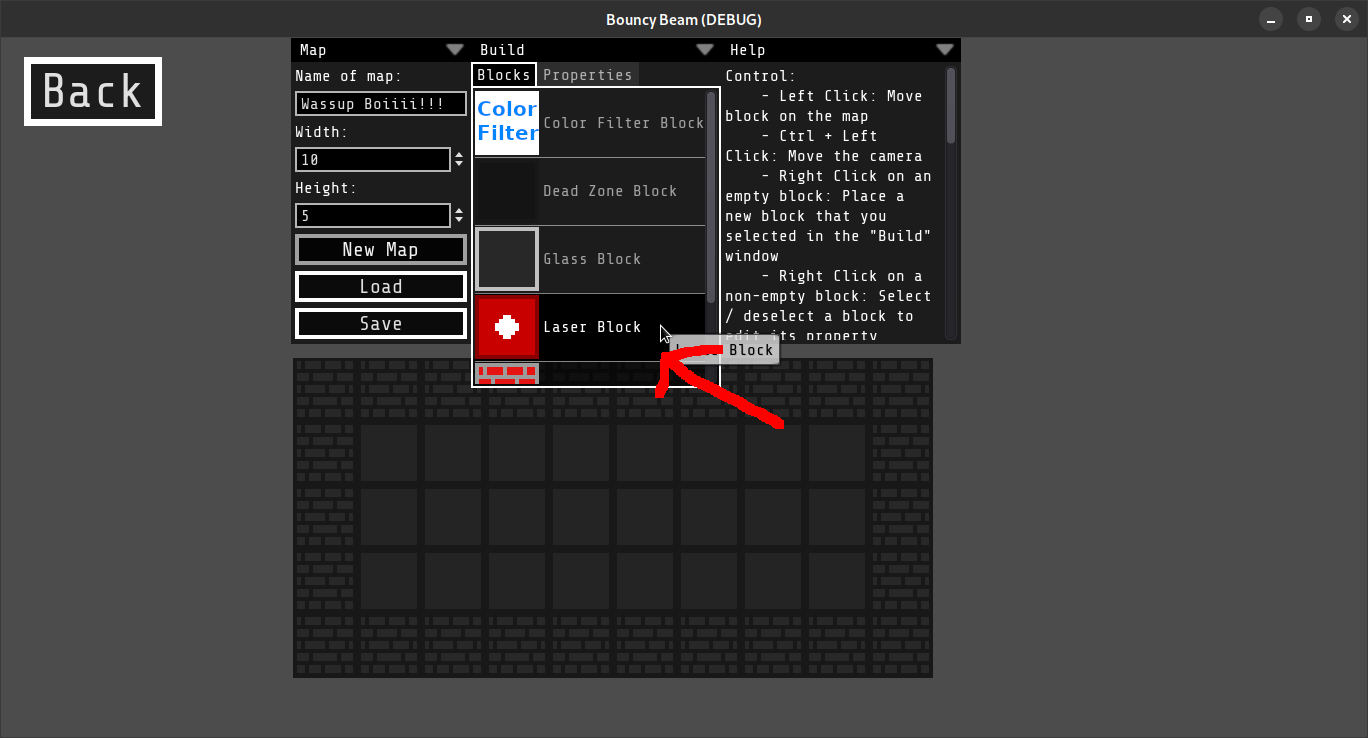 Bouncy Beam (DEBUG)
Back
Map
Name of map:
Wassup Boiiii!!!
Width:
10
Height:
5
New Map
Load
Save
Build
Blocks Properties
Color
Filter
Color Filter Block
Dead Zone Block
Glass Block
Laser Block
Block
Help
Control:
- Left Click: Move
block on the map
- Ctrl + Left
Click: Move the camera
- Right Click on an
empty block: Place a
new block that you
selected in the "Build"
window
- Right Click on a
non-empty block: Select
/ deselect a block to
edit its property